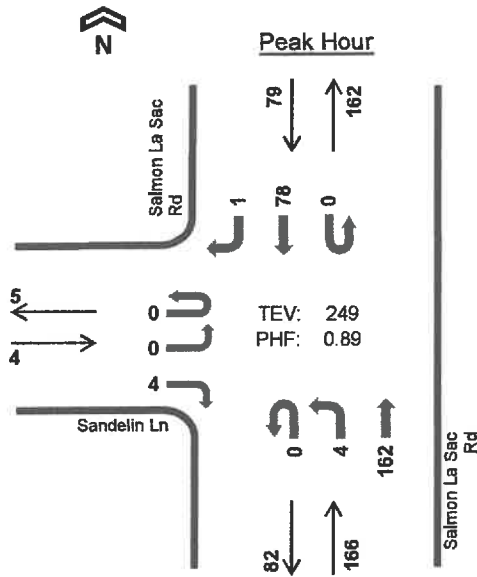 N
Peak Hour
79
162
Salmon La Sac
Rd
1
78
0
5
4
0
0
4
TEV: 249
PHF: 0.89
Sandelin Ln
0
4
162
Salmon La Sac
Rd
82
166